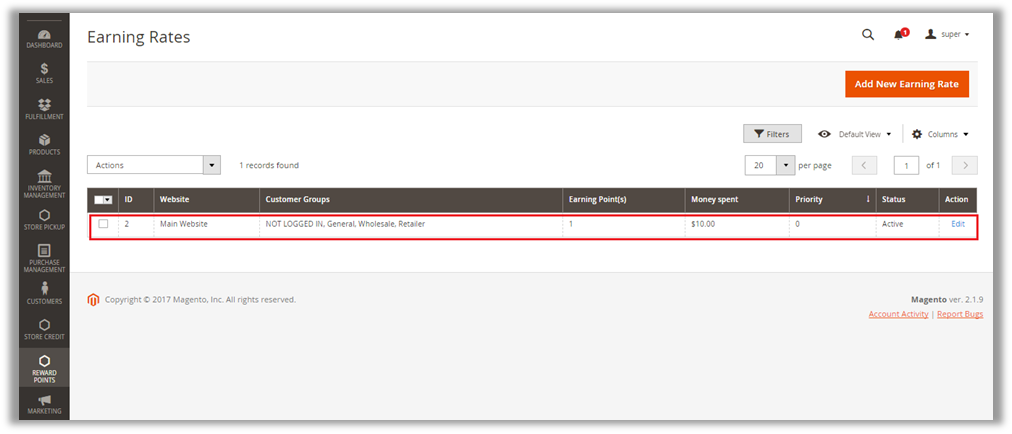 Earning Rates
1
super
Add New Earning Rate
Filters
Default View
Columns
Actions
1 records found
20
per page
1
of 1
ID
Website
Customer Groups
Earning Point(s)
Money spent
Priority
↓
Status
Action
2
Main Website
NOT LOGGED IN, General, Wholesale, Retailer
1
$10.00
0
Active
Edit
DASHBOARD
$
SALES
FULFILLMENT
PRODUCTS
INVENTORY
MANAGEMENT
STORE PICKUP
PURCHASE
MANAGEMENT
CUSTOMERS
STORE CREDIT
REWARD
POINTS
MARKETING
Copyright © 2017 Magento, Inc. All rights reserved.
Magento ver. 2.1.9
Account Activity | Report Bugs